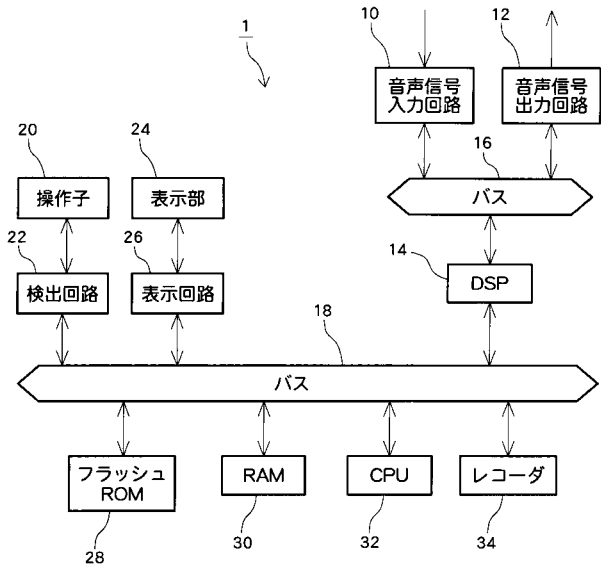 1
10
12
音声信号
入力回路
音声信号
出力回路
16
バス
20
24
操作子
表示部
22
26
検出回路
表示回路
14
DSP
18
バス
フラッシュ
ROM
RAM
CPU
レコーダ
28
30
32
34